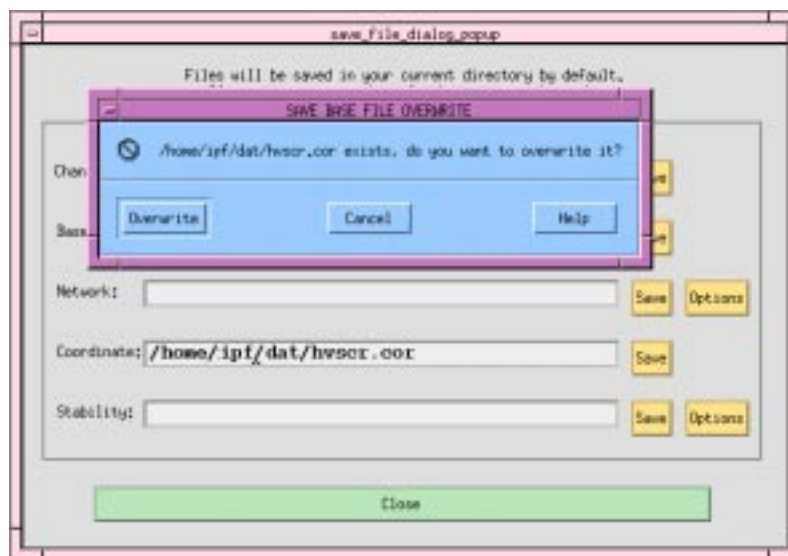 save_file_dialog_popup
Files will be saved in your current directory by default.
SAVE BASE FILE OVERWRITE
/home/ipf/dat/hvscr.cor exists, do you want to overwrite it?
Chan
Overwrite Cancel Help
Base
Network: Save Options
Coordinate: /home/ipf/dat/hvscr.cor Save
Stability: Save Options
Close